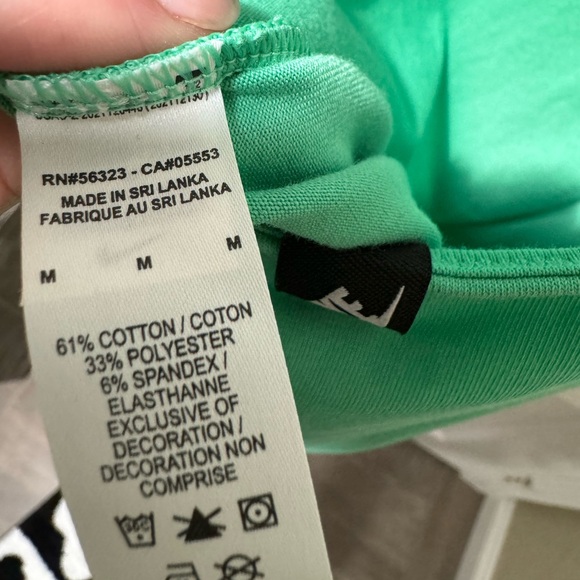 RN#56323 - CA#05553
MADE IN SRI LANKA
FABRIQUE AU SRI LANKA
M M M
61% COTTON / COTON
33% POLYESTER
6% SPANDEX /
ELASTHANNE
EXCLUSIVE OF
DECORATION /
DECORATION NON
COMPRISE